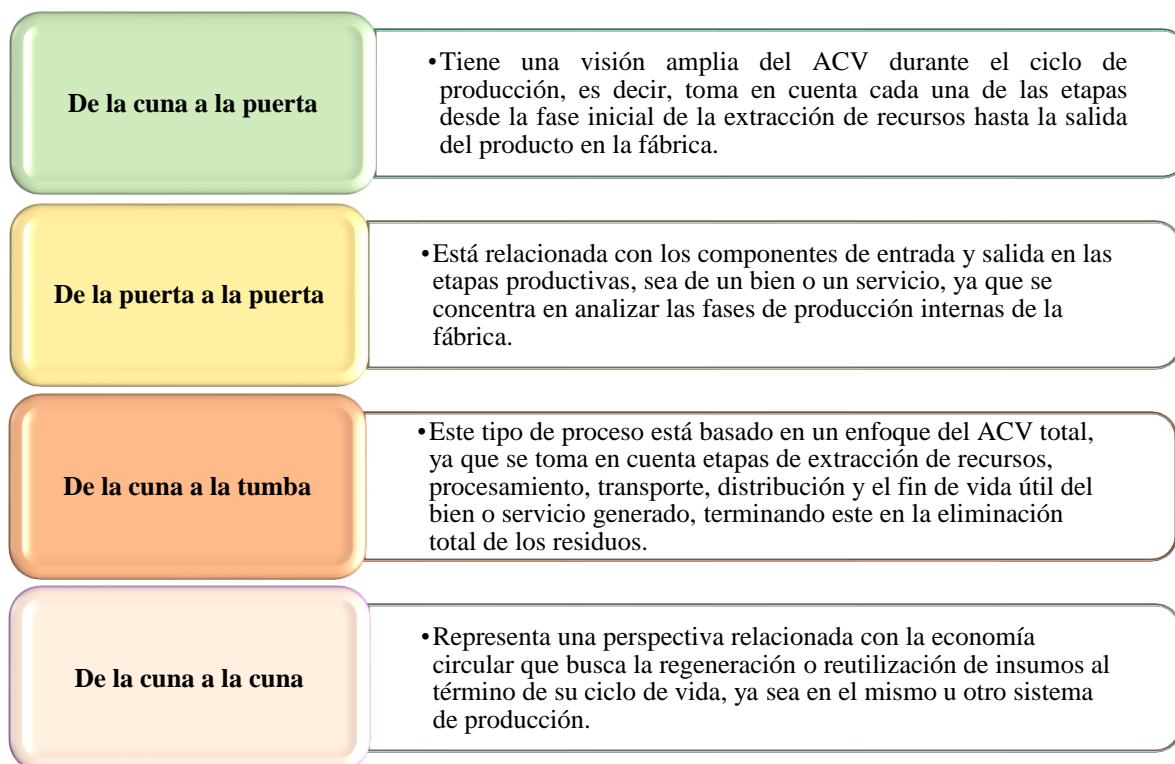 De la cuna a la puerta
•Tiene una visión amplia del ACV durante el ciclo de
producción, es decir, toma en cuenta cada una de las etapas
desde la fase inicial de la extracción de recursos hasta la salida
del producto en la fábrica.
De la puerta a la puerta
•Está relacionada con los componentes de entrada y salida en las
etapas productivas, sea de un bien o un servicio, ya que se
concentra en analizar las fases de producción internas de la
fábrica.
De la cuna a la tumba
•Este tipo de proceso está basado en un enfoque del ACV total,
ya que se toma en cuenta etapas de extracción de recursos,
procesamiento, transporte, distribución y el fin de vida útil del
bien o servicio generado, terminando este en la eliminación
total de los residuos.
De la cuna a la cuna
•Representa una perspectiva relacionada con la economía
circular que busca la regeneración o reutilización de insumos al
término de su ciclo de vida, ya sea en el mismo u otro sistema
de producción.